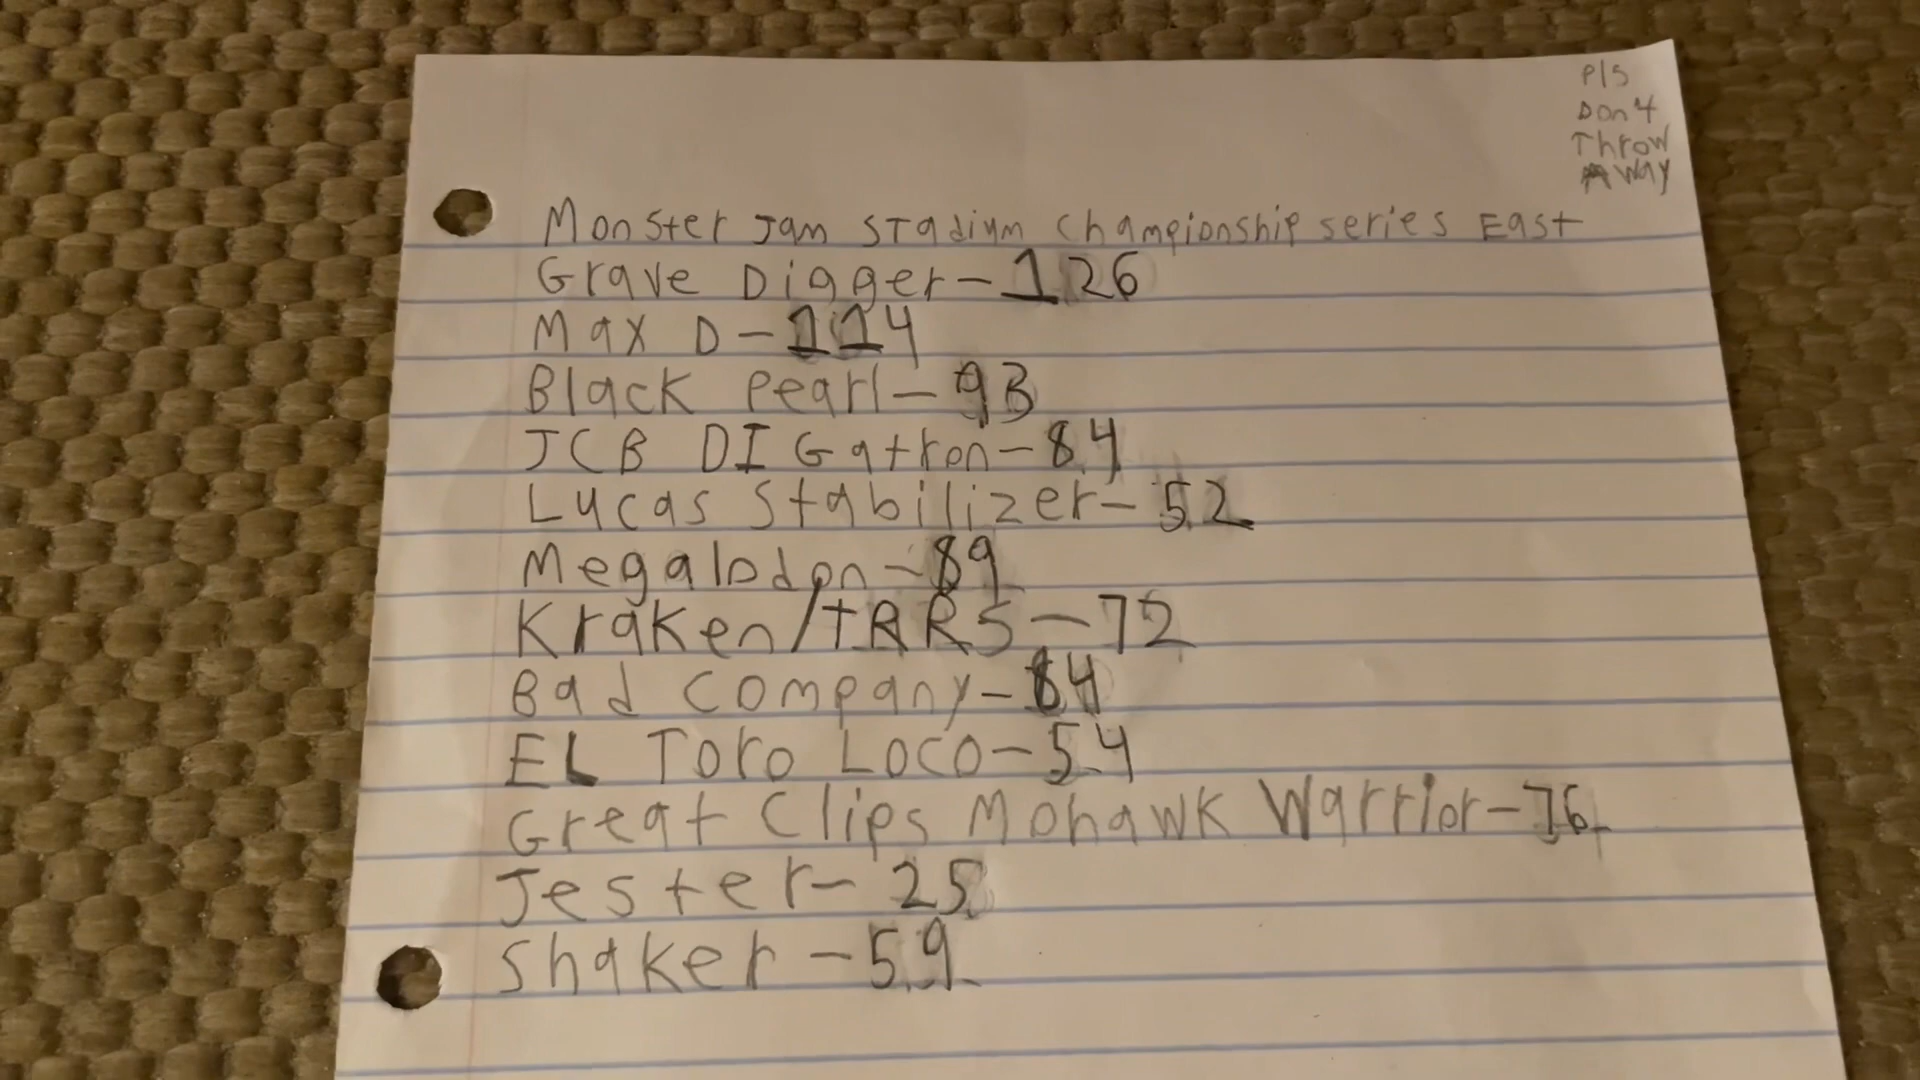 Pls
Don4
Throw
Away
Monster Jam Stadium Championship series East
Grave Digger-126
Max D-114
Black Pearl-93
JCB DIGatron-84
Lucas Stabilizer-52
Megalodon-89
Kraken/TRRS-72
Bad Company-84
EL Toro Loco-54
Great Clips Mohawk Warrior-76
Jester-25
Shaker-59